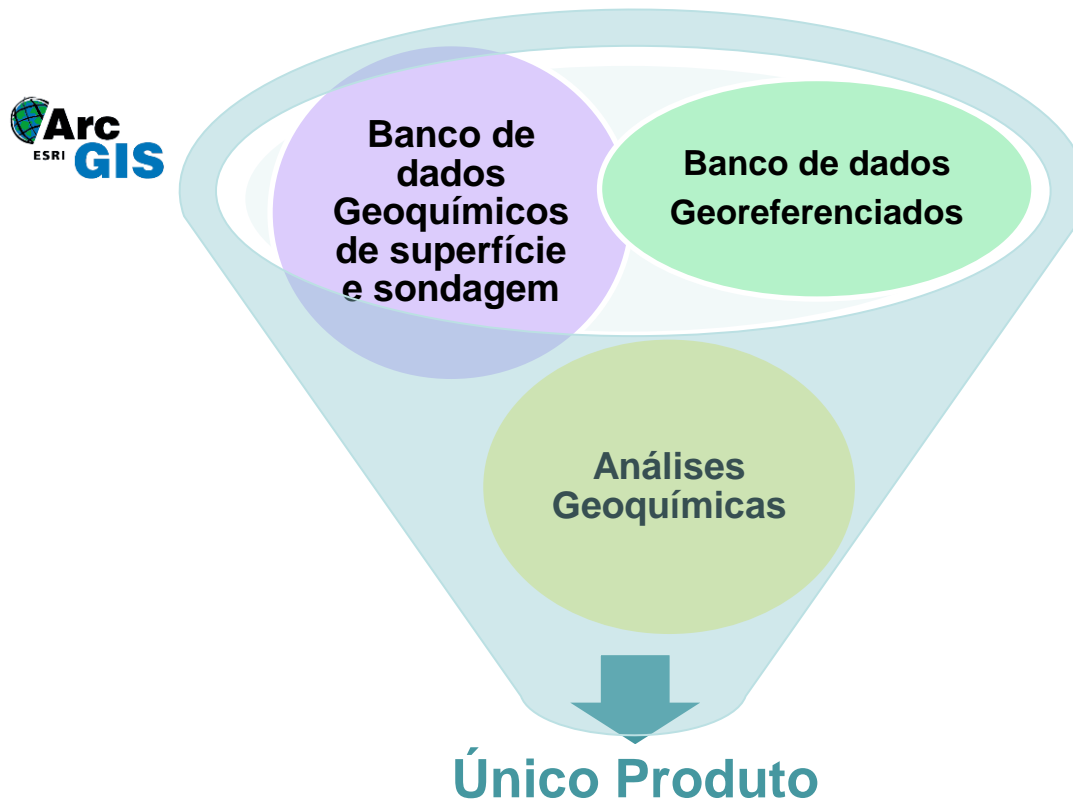 Arc
ESRI GIS
Banco de
dados
Geoquímicos
de superfície
e sondagem
Banco de dados
Georeferenciados
Análises
Geoquímicas
Único Produto